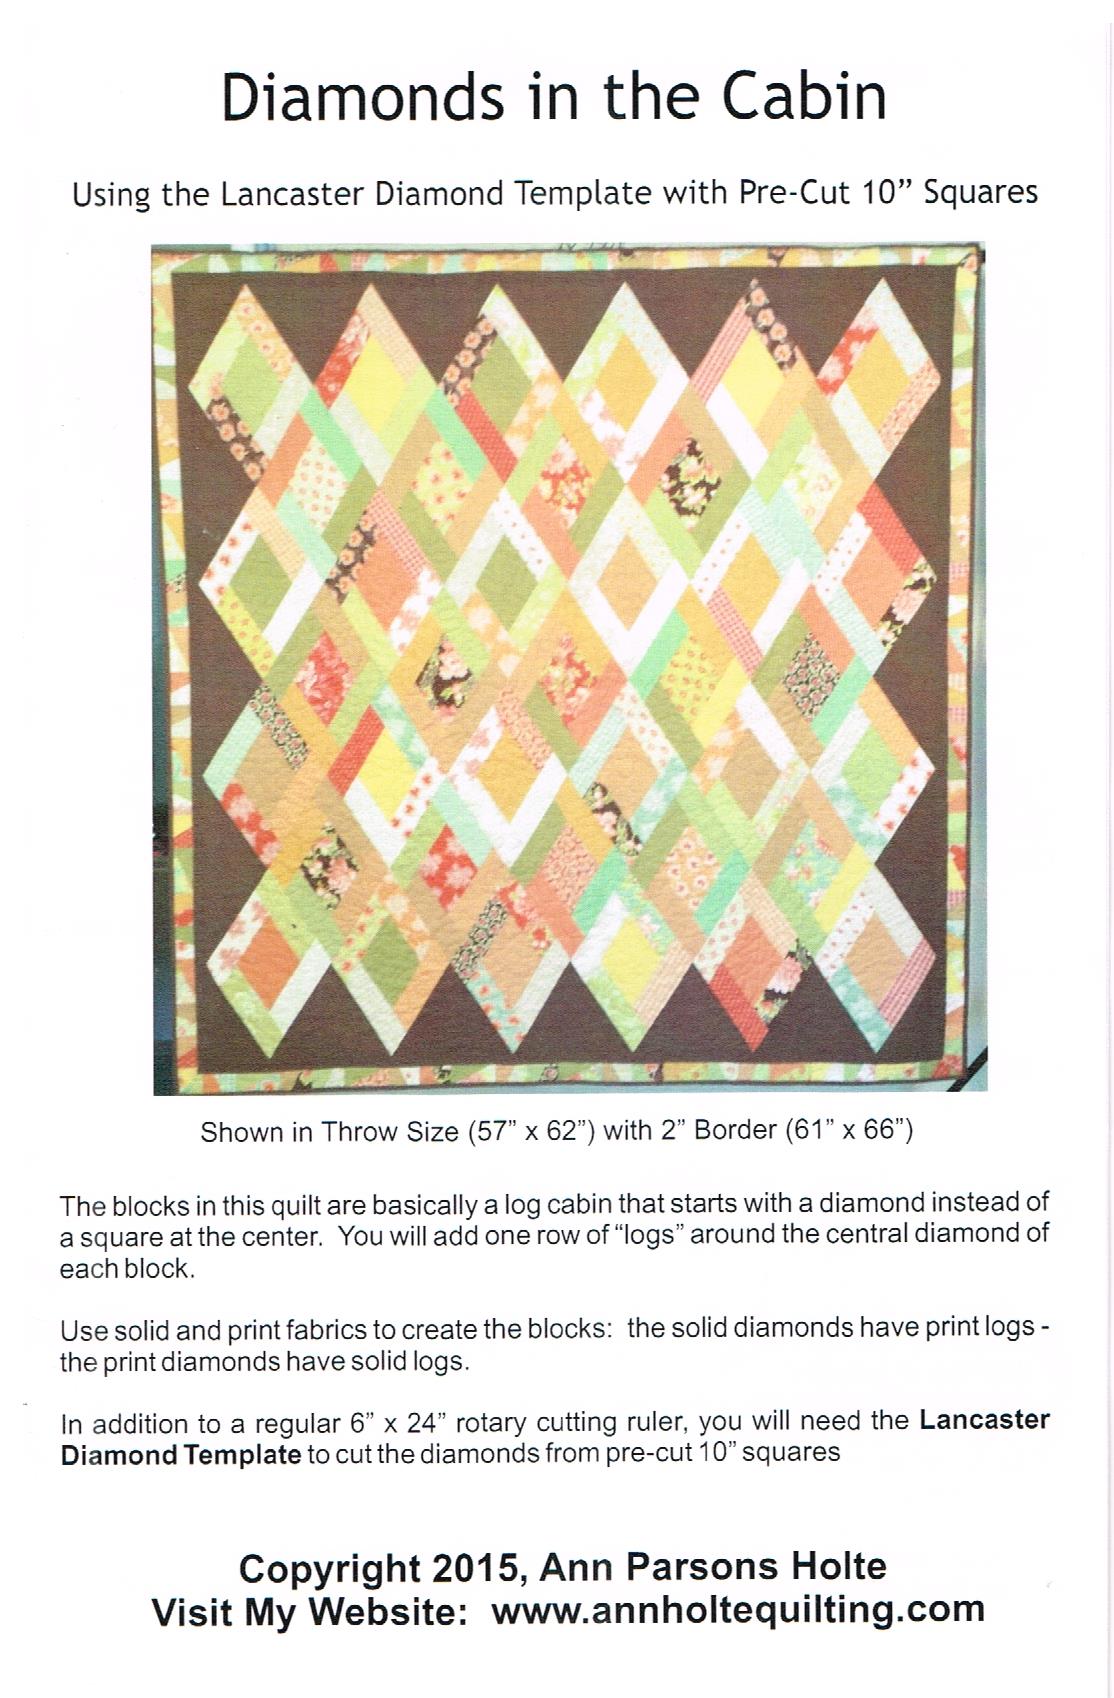 Diamonds in the Cabin
Using the Lancaster Diamond Template with Pre-Cut 10” Squares
Shown in Throw Size (57” x 62”) with 2” Border (61” x 66”)
The blocks in this quilt are basically a log cabin that starts with a diamond instead of
a square at the center.  You will add one row of “logs” around the central diamond of
each block.
Use solid and print fabrics to create the blocks:  the solid diamonds have print logs -
the print diamonds have solid logs.
In addition to a regular 6” x 24” rotary cutting ruler, you will need the Lancaster
Diamond Template to cut the diamonds from pre-cut 10” squares
Copyright 2015, Ann Parsons Holte
Visit My Website:  www.annholtequilting.com